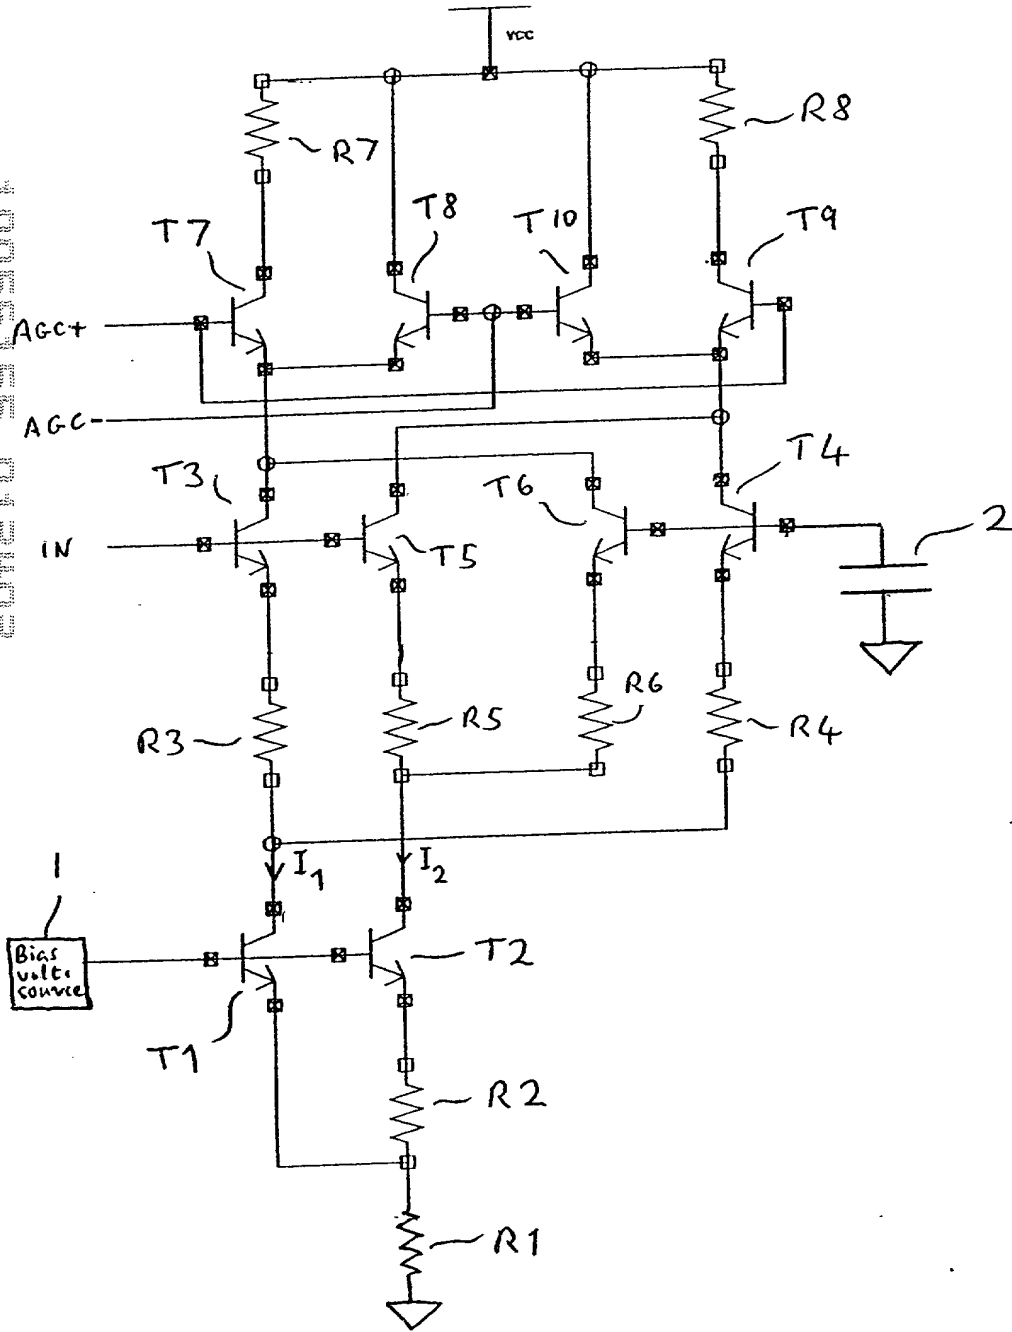 VCC
R8
R7
T8
T10
T9
T7
AGC+
AGC-
T4
T3
T6
2
IN
T5
R6
R5
R4
R3
I1
I2
1
Bias
volt.
source
T2
T1
R2
R1